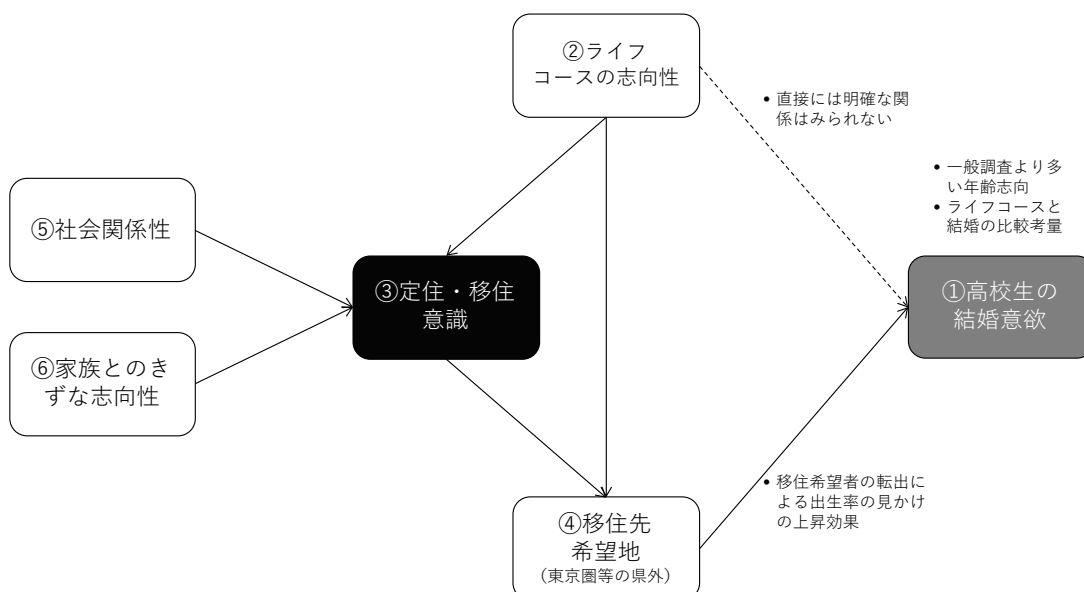 ②ライフ
コースの志向性
• 直接には明確な関
係はみられない
• 一般調査より多
い年齢志向
• ライフコースと
結婚の比較考量
⑤社会関係性
③定住・移住
意識
①高校生の
結婚意欲
⑥家族とのき
ずな志向性
• 移住希望者の転出に
よる出生率の見かけ
の上昇効果
④移住先
希望地
（東京圏等の県外）